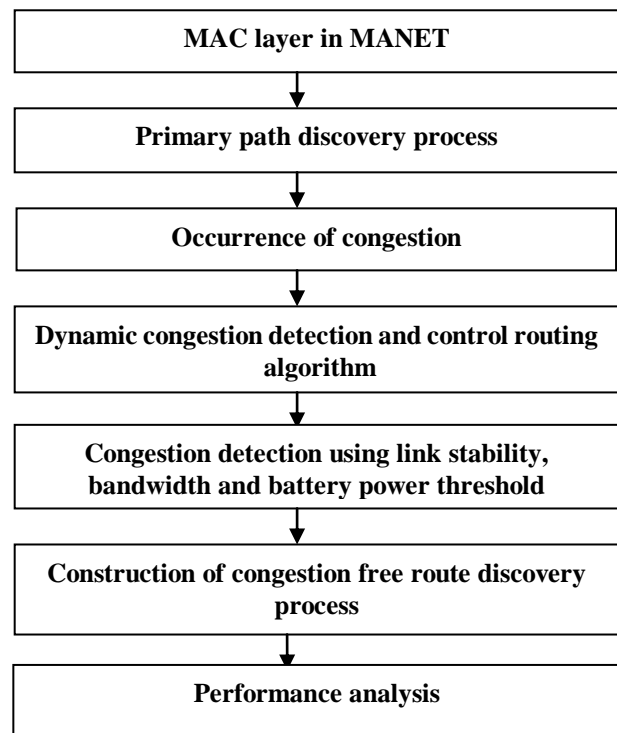 MAC layer in MANET
Primary path discovery process
Occurrence of congestion
Dynamic congestion detection and control routing
algorithm
Congestion detection using link stability,
bandwidth and battery power threshold
Construction of congestion free route discovery
process
Performance analysis